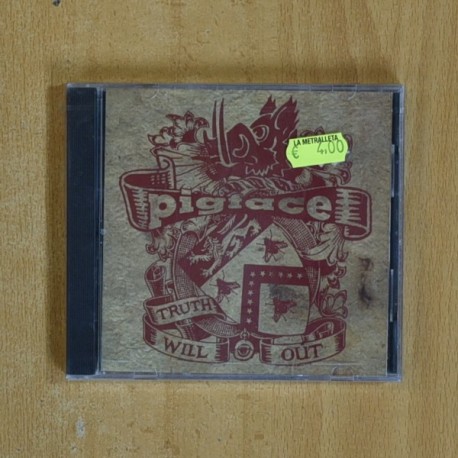 LA METRALLETA
€ 4,00
pigface
TRUTH
WILL OUT